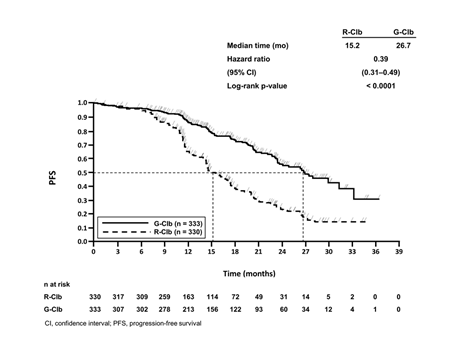 R-Clb G-Clb
Median time (mo) 15.2 26.7
Hazard ratio 0.39
(95% CI) (0.31–0.49)
Log-rank p-value < 0.0001
1.0
0.9
0.8
0.7
0.6
0.5
0.4
0.3
0.2
0.1
0.0
PFS
G-Clb (n = 333)
R-Clb (n = 330)
0 3 6 9 12 15 18 21 24 27 30 33 36 39
Time (months)
n at risk
R-Clb 330 317 309 259 163 114 72 49 31 14 5 2 0 0
G-Clb 333 307 302 278 213 156 122 93 60 34 12 4 1 0
CI, confidence interval; PFS, progression-free survival